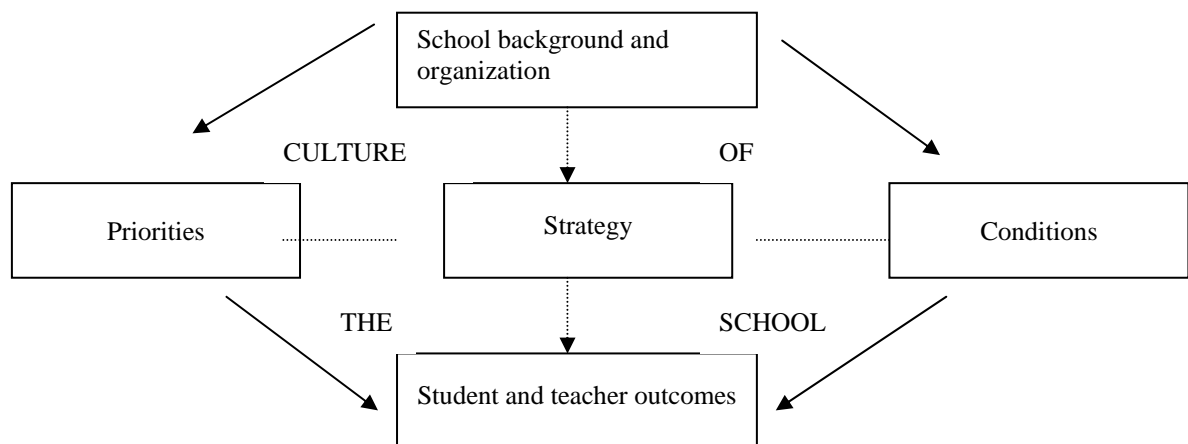 School background and
organization
CULTURE OF
Priorities
Strategy
Conditions
THE SCHOOL
Student and teacher outcomes